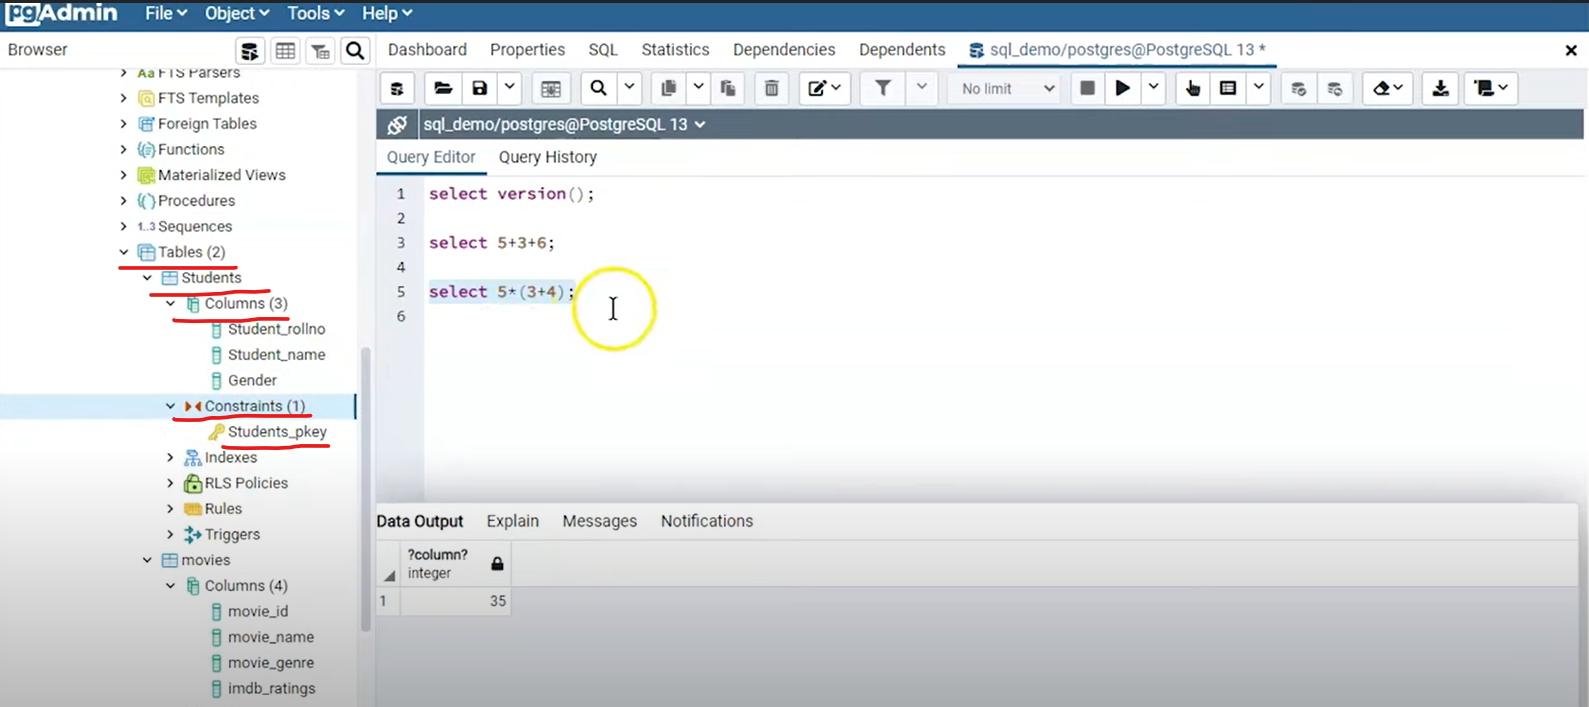 pgAdmin File Object Tools Help
Browser
Dashboard Properties SQL Statistics Dependencies Dependents sql_demo/postgres@PostgreSQL 13 *
No limit
sql_demo/postgres@PostgreSQL 13
Query Editor Query History
Aa FTS Parsers
FTS Templates
Foreign Tables
Functions
Materialized Views
Procedures
1..3 Sequences
Tables (2)
Students
Columns (3)
Student_rollno
Student_name
Gender
Constraints (1)
Students_pkey
Indexes
RLS Policies
Rules
Triggers
movies
Columns (4)
movie_id
movie_name
movie_genre
imdb_ratings
1 select version();
2
3 select 5+3+6;
4
5 select 5*(3+4);
6
Data Output Explain Messages Notifications
?column?
integer
1 35